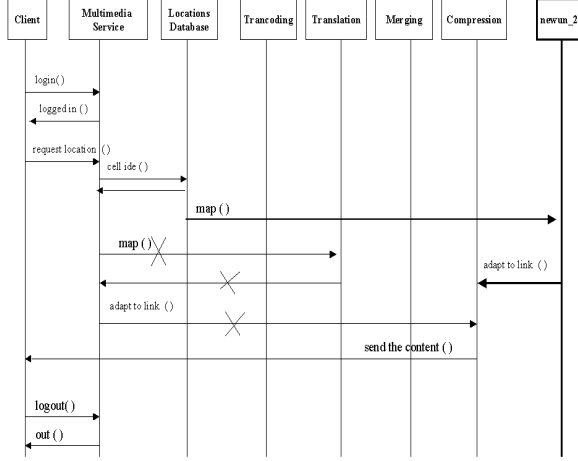 Client
Multimedia
Service
Locations
Database
Trancoding
Translation
Merging
Compression
newun_2
login()
logged in ()
request location ()
cell ide ()
map ()
map ()
adapt to link ()
adapt to link ()
send the content ()
logout()
out ()